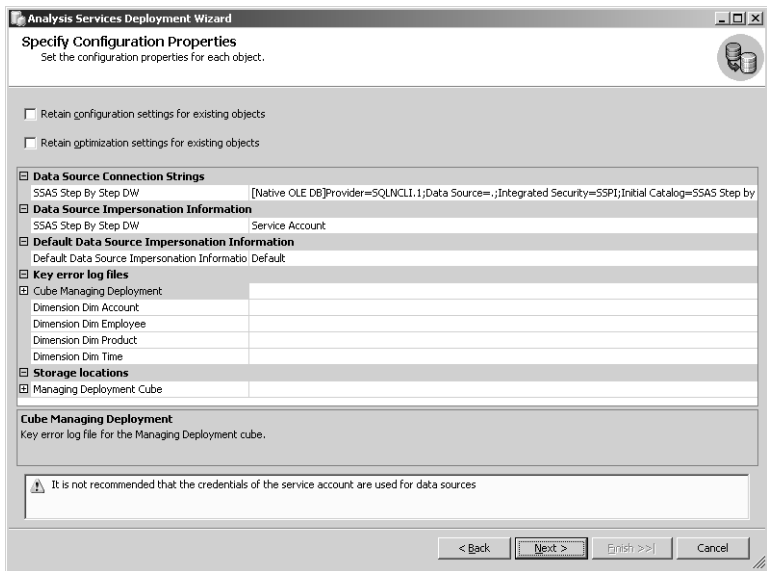 Analysis Services Deployment Wizard
Specify Configuration Properties
Set the configuration properties for each object.
Retain configuration settings for existing objects
Retain optimization settings for existing objects
Data Source Connection Strings
SSAS Step By Step DW [Native OLE DB]Provider=SQLNCLI.1;Data Source=.;Integrated Security=SSPI;Initial Catalog=SSAS Step by
Data Source Impersonation Information
SSAS Step By Step DW Service Account
Default Data Source Impersonation Information
Default Data Source Impersonation Informatio Default
Key error log files
Cube Managing Deployment
Dimension Dim Account
Dimension Dim Employee
Dimension Dim Product
Dimension Dim Time
Storage locations
Managing Deployment Cube
Cube Managing Deployment
Key error log file for the Managing Deployment cube.
It is not recommended that the credentials of the service account are used for data sources
< Back Next > Finish >>| Cancel